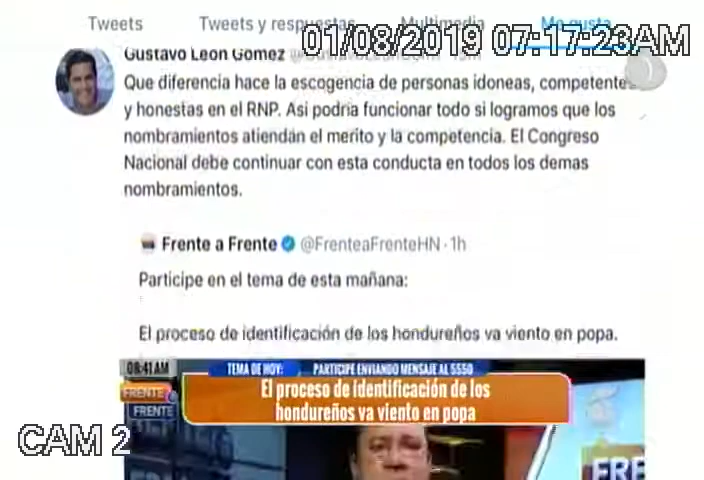 Tweets Tweets y respuestas Multimedia Me gusta
01/08/2019 07:17:23AM
Gustavo Leon Gomez
Que diferencia hace la escogencia de personas idoneas, competentes
y honestas en el RNP. Asi podria funcionar todo si logramos que los
nombramientos atiendan el merito y la competencia. El Congreso
Nacional debe continuar con esta conducta en todos los demas
nombramientos.
Frente a Frente @FrenteaFrenteHN · 1h
Participe en el tema de esta mañana:
El proceso de identificación de los hondureños va viento en popa.
08:41 AM
TEMA DE HOY: PARTICIPE ENVIANDO MENSAJE AL 5550
FRENTE a
FRENTE
El proceso de identificación de los
hondureños va viento en popa
CAM 2
FRE